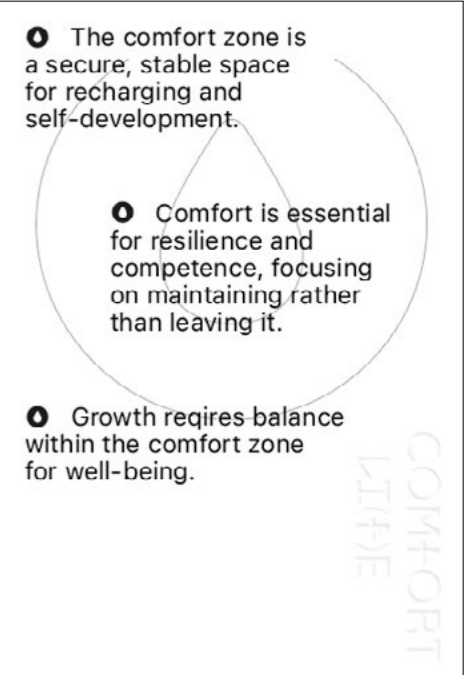 The comfort zone is
a secure, stable space
for recharging and
self-development.
Comfort is essential
for resilience and
competence, focusing
on maintaining rather
than leaving it.
Growth reqires balance
within the comfort zone
for well-being.
COMFORT